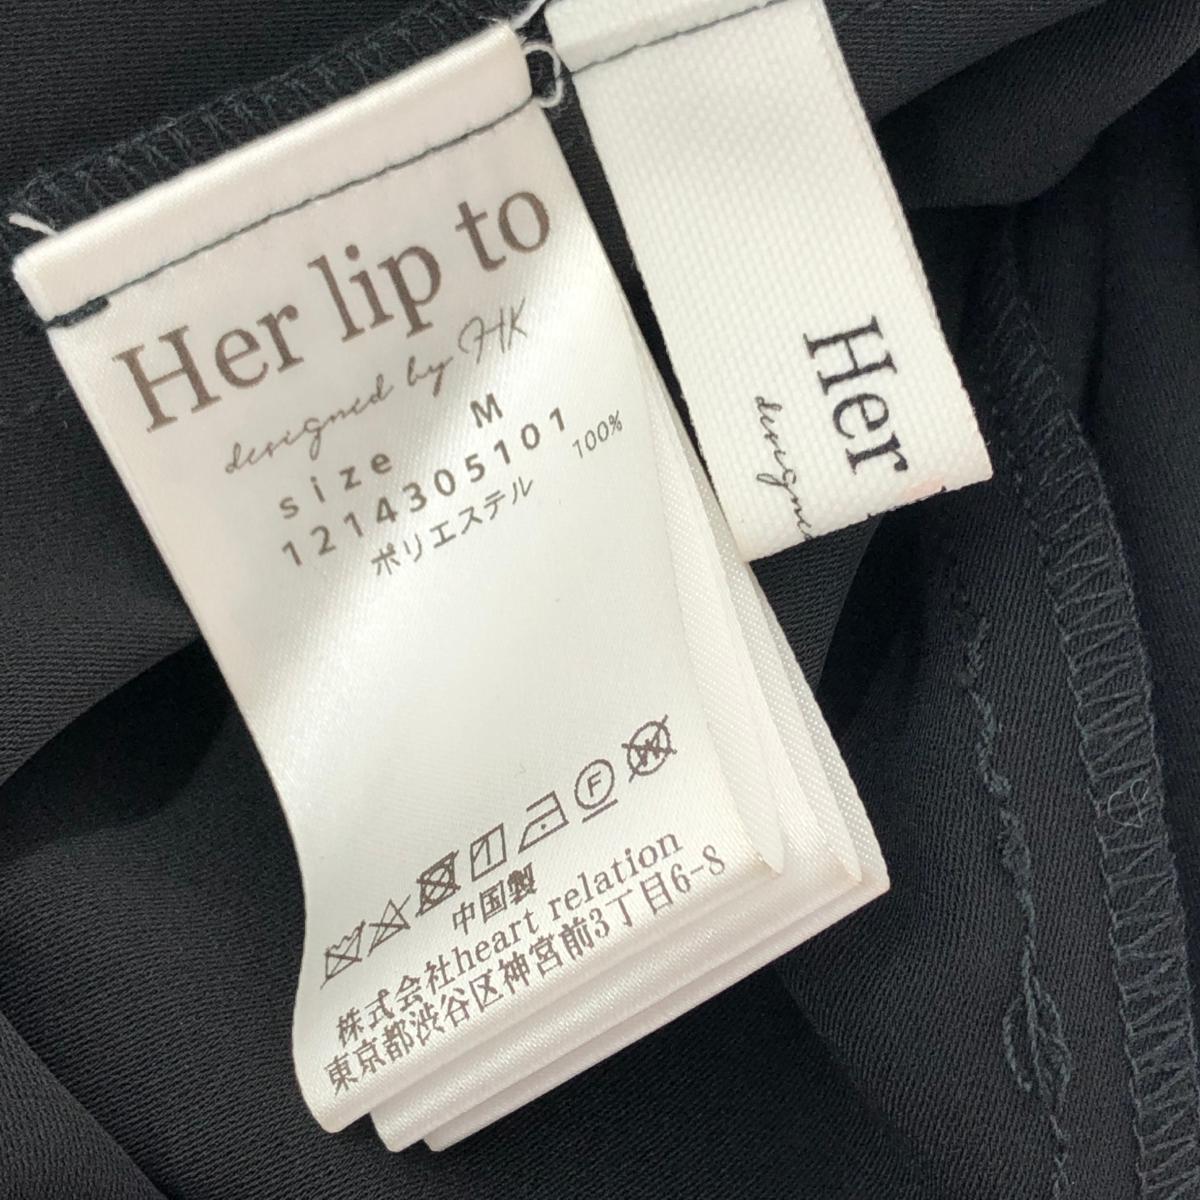 Her lip to
designed by HK
size M
1214305101
ポリエステル 100%
F
W
中国製
株式会社heart relation
東京都渋谷区神宮前3丁目6-8
Her
designe